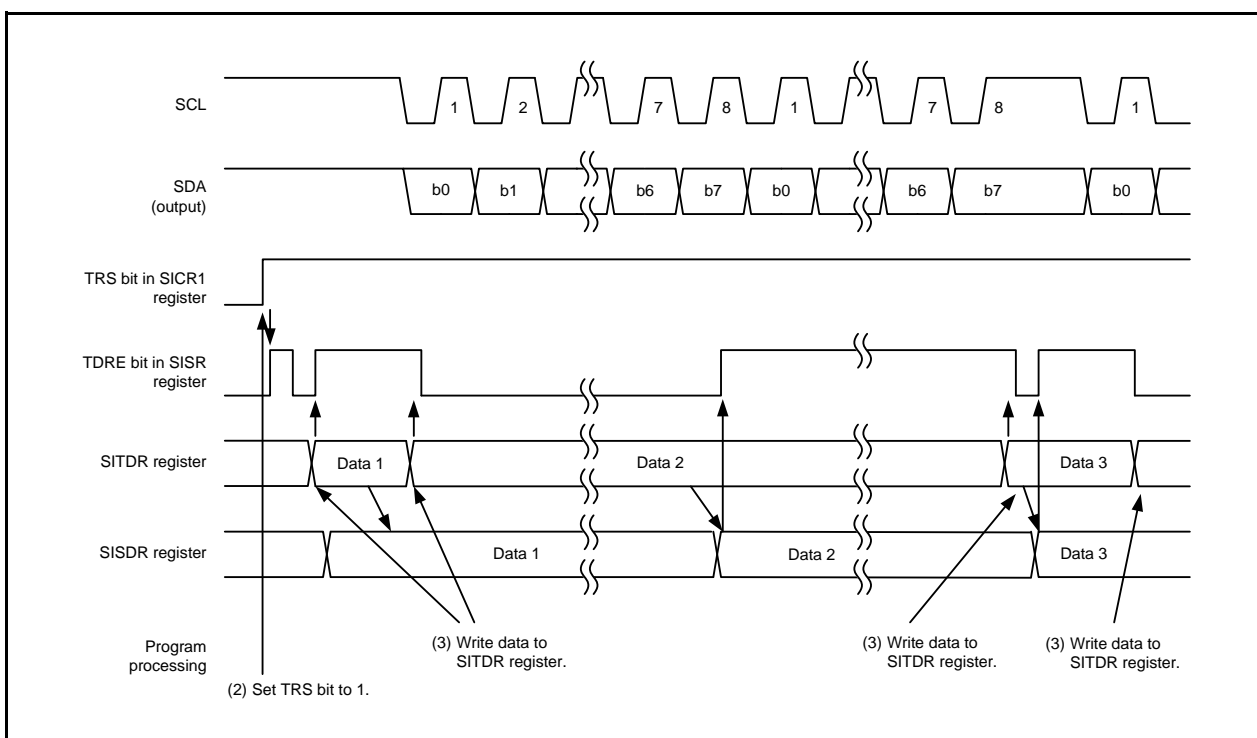 SCL
1 2 7 8 1 7 8 1
SDA
(output)
b0 b1 b6 b7 b0 b6 b7 b0
TRS bit in SICR1
register
TDRE bit in SISR
register
SITDR register
Data 1 Data 2 Data 3
SISDR register
Data 1 Data 2 Data 3
Program
processing
(3) Write data to
SITDR register.
(3) Write data to
SITDR register.
(3) Write data to
SITDR register.
(2) Set TRS bit to 1.